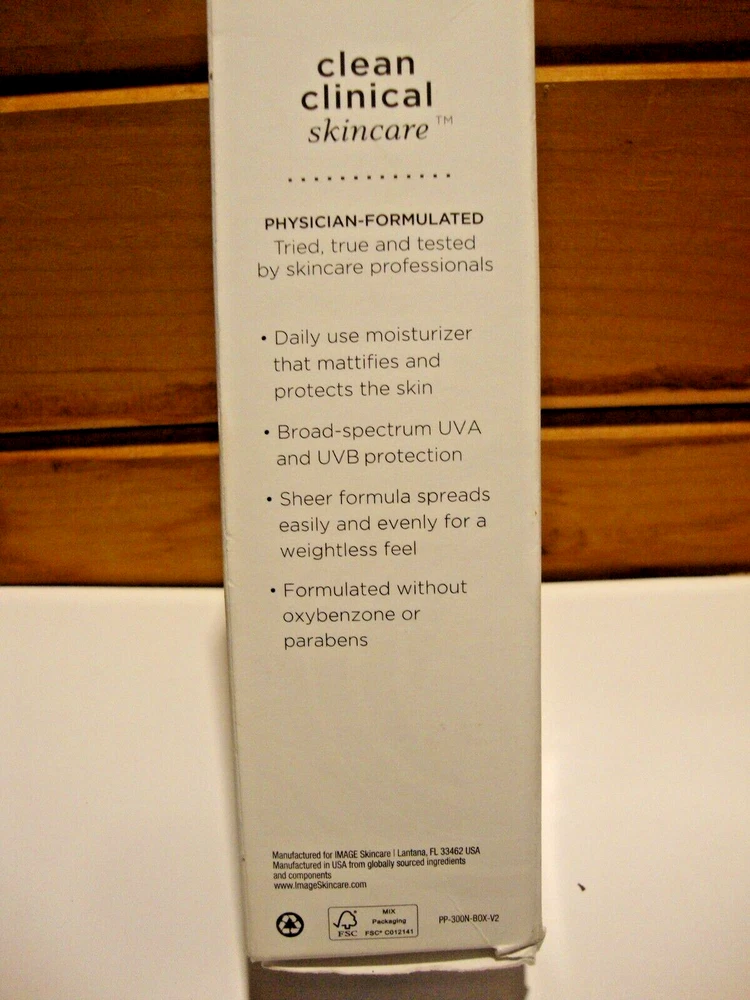 clean
clinical
skincare™
PHYSICIAN-FORMULATED
Tried, true and tested
by skincare professionals
• Daily use moisturizer
that mattifies and
protects the skin
• Broad-spectrum UVA
and UVB protection
• Sheer formula spreads
easily and evenly for a
weightless feel
• Formulated without
oxybenzone or
parabens
Manufactured for IMAGE Skincare | Lantana, FL 33462 USA
Manufactured in USA from globally sourced ingredients
and components
www.ImageSkincare.com
MIX
Packaging
FSC® C012141
FSC
PP-300N-BOX-V2